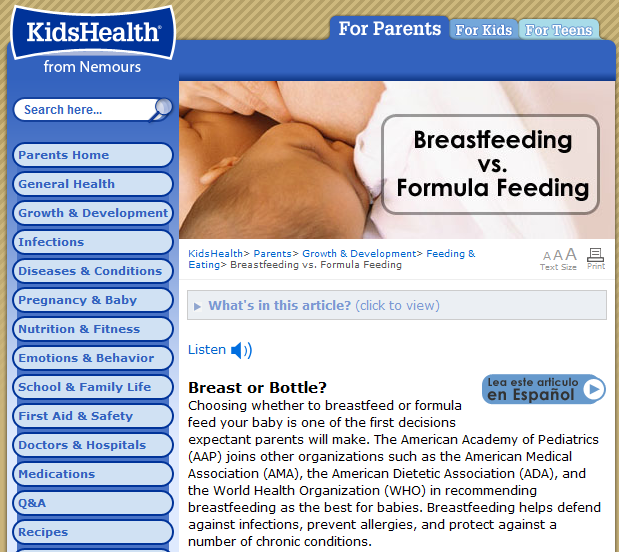 KidsHealth®
from Nemours
For Parents
For Kids
For Teens
Search here...
Parents Home
General Health
Growth & Development
Infections
Diseases & Conditions
Pregnancy & Baby
Nutrition & Fitness
Emotions & Behavior
School & Family Life
First Aid & Safety
Doctors & Hospitals
Medications
Q&A
Recipes
Breastfeeding
vs.
Formula Feeding
KidsHealth> Parents> Growth & Development> Feeding &
Eating> Breastfeeding vs. Formula Feeding
A A A
Text Size
Print
What's in this article? (click to view)
Listen
Lea este articulo
en Español
Breast or Bottle?
Choosing whether to breastfeed or formula
feed your baby is one of the first decisions
expectant parents will make. The American Academy of Pediatrics
(AAP) joins other organizations such as the American Medical
Association (AMA), the American Dietetic Association (ADA), and
the World Health Organization (WHO) in recommending
breastfeeding as the best for babies. Breastfeeding helps defend
against infections, prevent allergies, and protect against a
number of chronic conditions.